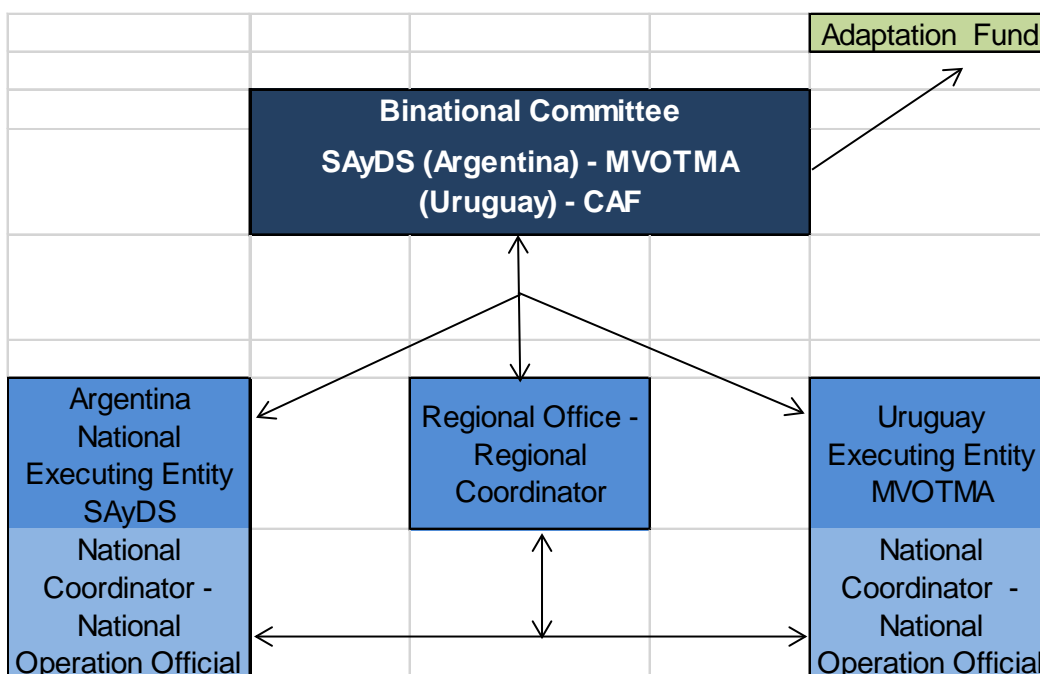 Adaptation Fund
Binational Committee
SAyDS (Argentina) - MVOTMA
(Uruguay) - CAF
Argentina
National
Executing Entity
SAyDS
National
Coordinator -
National
Operation Official
Regional Office -
Regional
Coordinator
Uruguay
Executing Entity
MVOTMA
National
Coordinator -
National
Operation Official